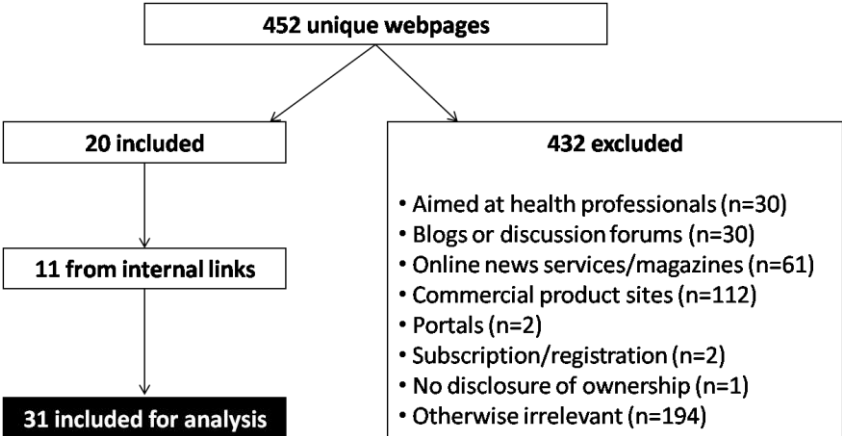 452 unique webpages
20 included
11 from internal links
31 included for analysis
432 excluded
• Aimed at health professionals (n=30)
• Blogs or discussion forums (n=30)
• Online news services/magazines (n=61)
• Commercial product sites (n=112)
• Portals (n=2)
• Subscription/registration (n=2)
• No disclosure of ownership (n=1)
• Otherwise irrelevant (n=194)